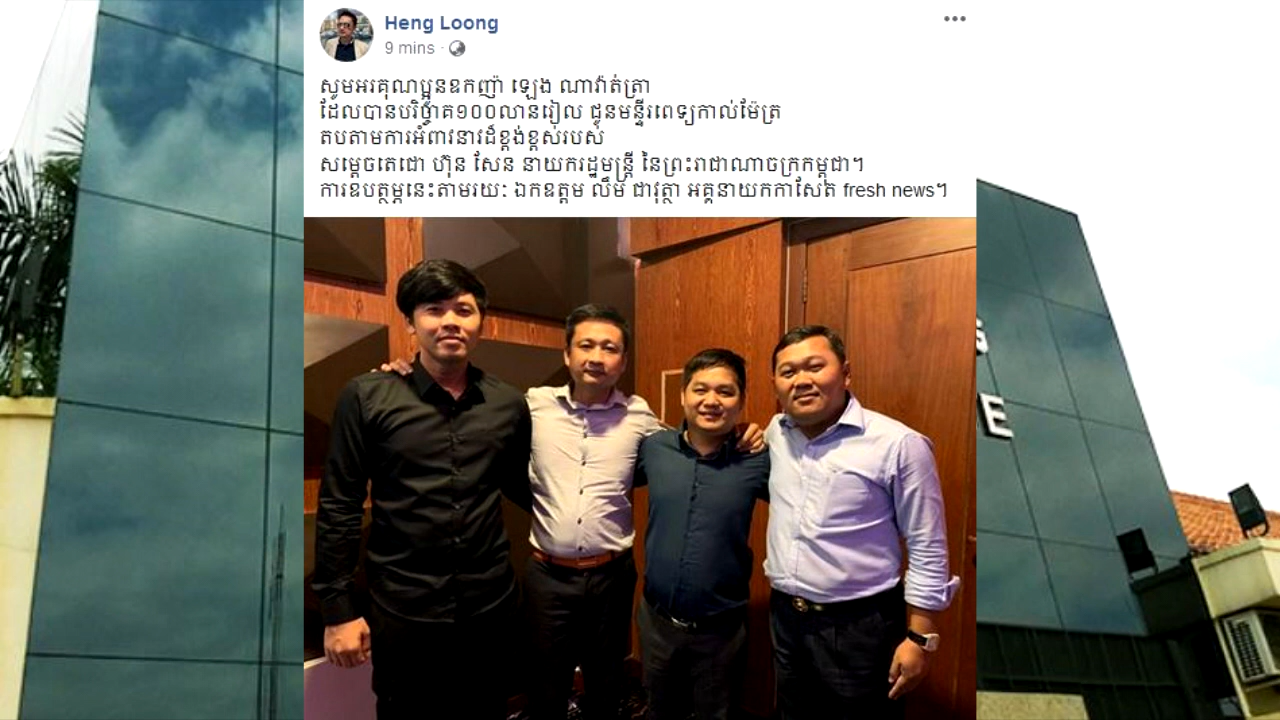 Heng Loong
9 mins ·
សូមអរគុណប្អូនឧកញ៉ា ឡេង ណាវ៉ាត់ត្រា
ដែលបានបរិច្ចាគ១០០លានរៀល ជូនមន្ទីរពេទ្យកាល់ម៉ែត្រ
តបតាមការអំពាវនាវដ៏ខ្ពង់ខ្ពស់របស់
សម្តេចតេជោ ហ៊ុន សែន នាយករដ្ឋមន្ត្រី នៃព្រះរាជាណាចក្រកម្ពុជា។
ការឧបត្ថម្ភនេះតាមរយៈ ឯកឧត្តម លឹម ជាវុត្ថា អគ្គនាយកកាសែត fresh news។
S
E